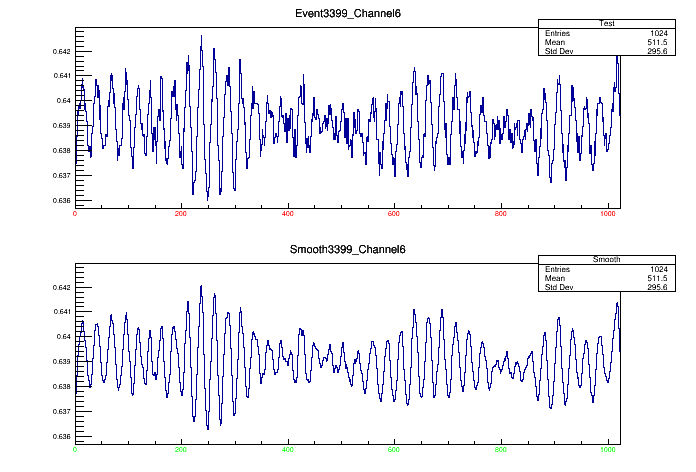 Event3399_Channel6
Test
Entries 1024
Mean 511.5
Std Dev 295.6
0.642
0.641
0.64
0.639
0.638
0.637
0.636
0 200 400 600 800 1000
Smooth3399_Channel6
Smooth
Entries 1024
Mean 511.5
Std Dev 295.6
0.642
0.641
0.64
0.639
0.638
0.637
0.636
0 200 400 600 800 1000